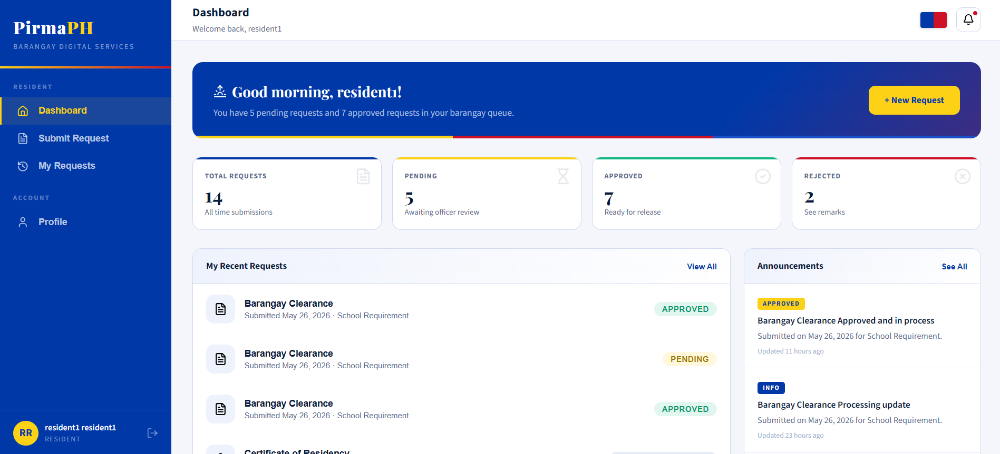 PirmaPH
BARANGAY DIGITAL SERVICES
RESIDENT
Dashboard
Submit Request
My Requests
ACCOUNT
Profile
RR
resident1 resident1
RESIDENT
Dashboard
Welcome back, resident1
Good morning, resident1!
You have 5 pending requests and 7 approved requests in your barangay queue.
+ New Request
TOTAL REQUESTS
14
All time submissions
PENDING
5
Awaiting officer review
APPROVED
7
Ready for release
REJECTED
2
See remarks
My Recent Requests
View All
Barangay Clearance
Submitted May 26, 2026 · School Requirement
APPROVED
Barangay Clearance
Submitted May 26, 2026 · School Requirement
PENDING
Barangay Clearance
Submitted May 26, 2026 · School Requirement
APPROVED
Certificate of Residency
Announcements
See All
APPROVED
Barangay Clearance Approved and in process
Submitted on May 26, 2026 for School Requirement.
Updated 11 hours ago
INFO
Barangay Clearance Processing update
Submitted on May 26, 2026 for School Requirement.
Updated 23 hours ago